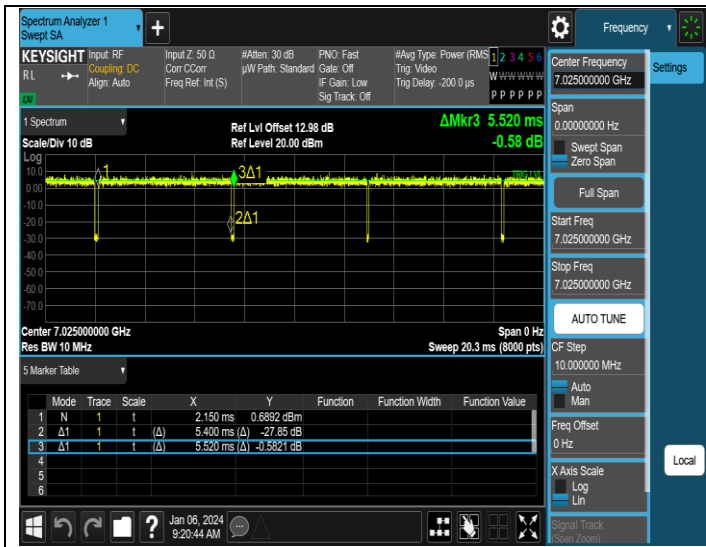 Spectrum Analyzer 1
Swept SA
+
Frequency
KEYSIGHT
RL
LXI
Input: RF
Coupling: DC
Align: Auto
Input Z: 50 Ω
Corr CCorr
Freq Ref: Int (S)
#Atten: 30 dB
µW Path: Standard
PNO: Fast
Gate: Off
IF Gain: Low
Sig Track: Off
#Avg Type: Power (RMS
Trig: Video
Trig Delay: -200.0 µs
1 2 3 4 5 6
W W W W W W
P P P P P P
1 Spectrum
Scale/Div 10 dB
Ref Lvl Offset 12.98 dB
Ref Level 20.00 dBm
ΔMkr3 5.520 ms
-0.58 dB
Log
10.0
0.00
-10.0
-20.0
-30.0
-40.0
-50.0
-60.0
-70.0
1
3Δ1
2Δ1
TRIG LVL
Center 7.025000000 GHz
Res BW 10 MHz
Span 0 Hz
Sweep 20.3 ms (8000 pts)
5 Marker Table
Mode Trace Scale X Y Function Function Width Function Value
1 N 1 t 2.150 ms 0.6892 dBm
2 Δ1 1 t (Δ) 5.400 ms (Δ) -27.85 dB
3 Δ1 1 t (Δ) 5.520 ms (Δ) -0.5821 dB
4
5
6
?
Jan 06, 2024
9:20:44 AM
Center Frequency
7.025000000 GHz
Span
0.00000000 Hz
Swept Span
Zero Span
Full Span
Start Freq
7.025000000 GHz
Stop Freq
7.025000000 GHz
AUTO TUNE
CF Step
10.000000 MHz
Auto
Man
Freq Offset
0 Hz
X Axis Scale
Log
Lin
Signal Track
(Span Zoom)
Settings
Local